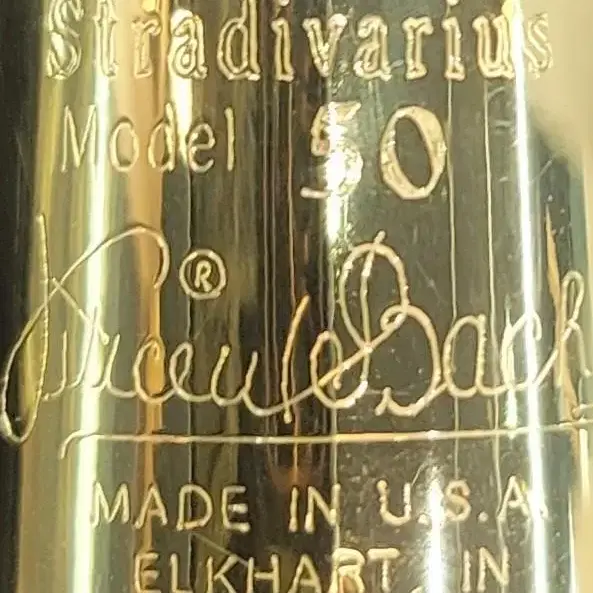 Stradivarius
Model 50
Vincent Bach ®
MADE IN U.S.A.
ELKHART, IN